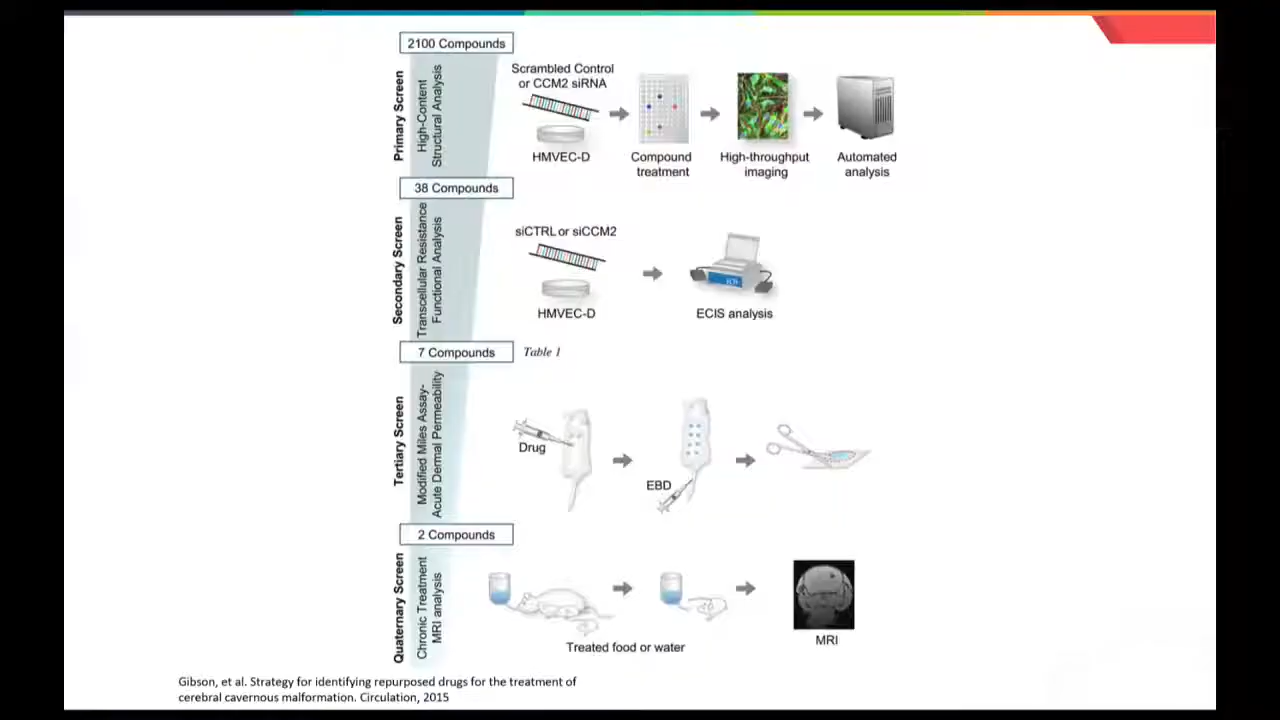 2100 Compounds
Primary Screen
High-Content
Structural Analysis
Scrambled Control
or CCM2 siRNA
HMVEC-D
Compound
treatment
High-throughput
imaging
Automated
analysis
38 Compounds
Secondary Screen
Transcellular Resistance
Functional Analysis
siCTRL or siCCM2
HMVEC-D
ECIS analysis
7 Compounds
Table 1
Tertiary Screen
Modified Miles Assay-
Acute Dermal Permeability
Drug
EBD
2 Compounds
Quaternary Screen
Chronic Treatment
MRI analysis
Treated food or water
MRI
Gibson, et al. Strategy for identifying repurposed drugs for the treatment of
cerebral cavernous malformation. Circulation, 2015